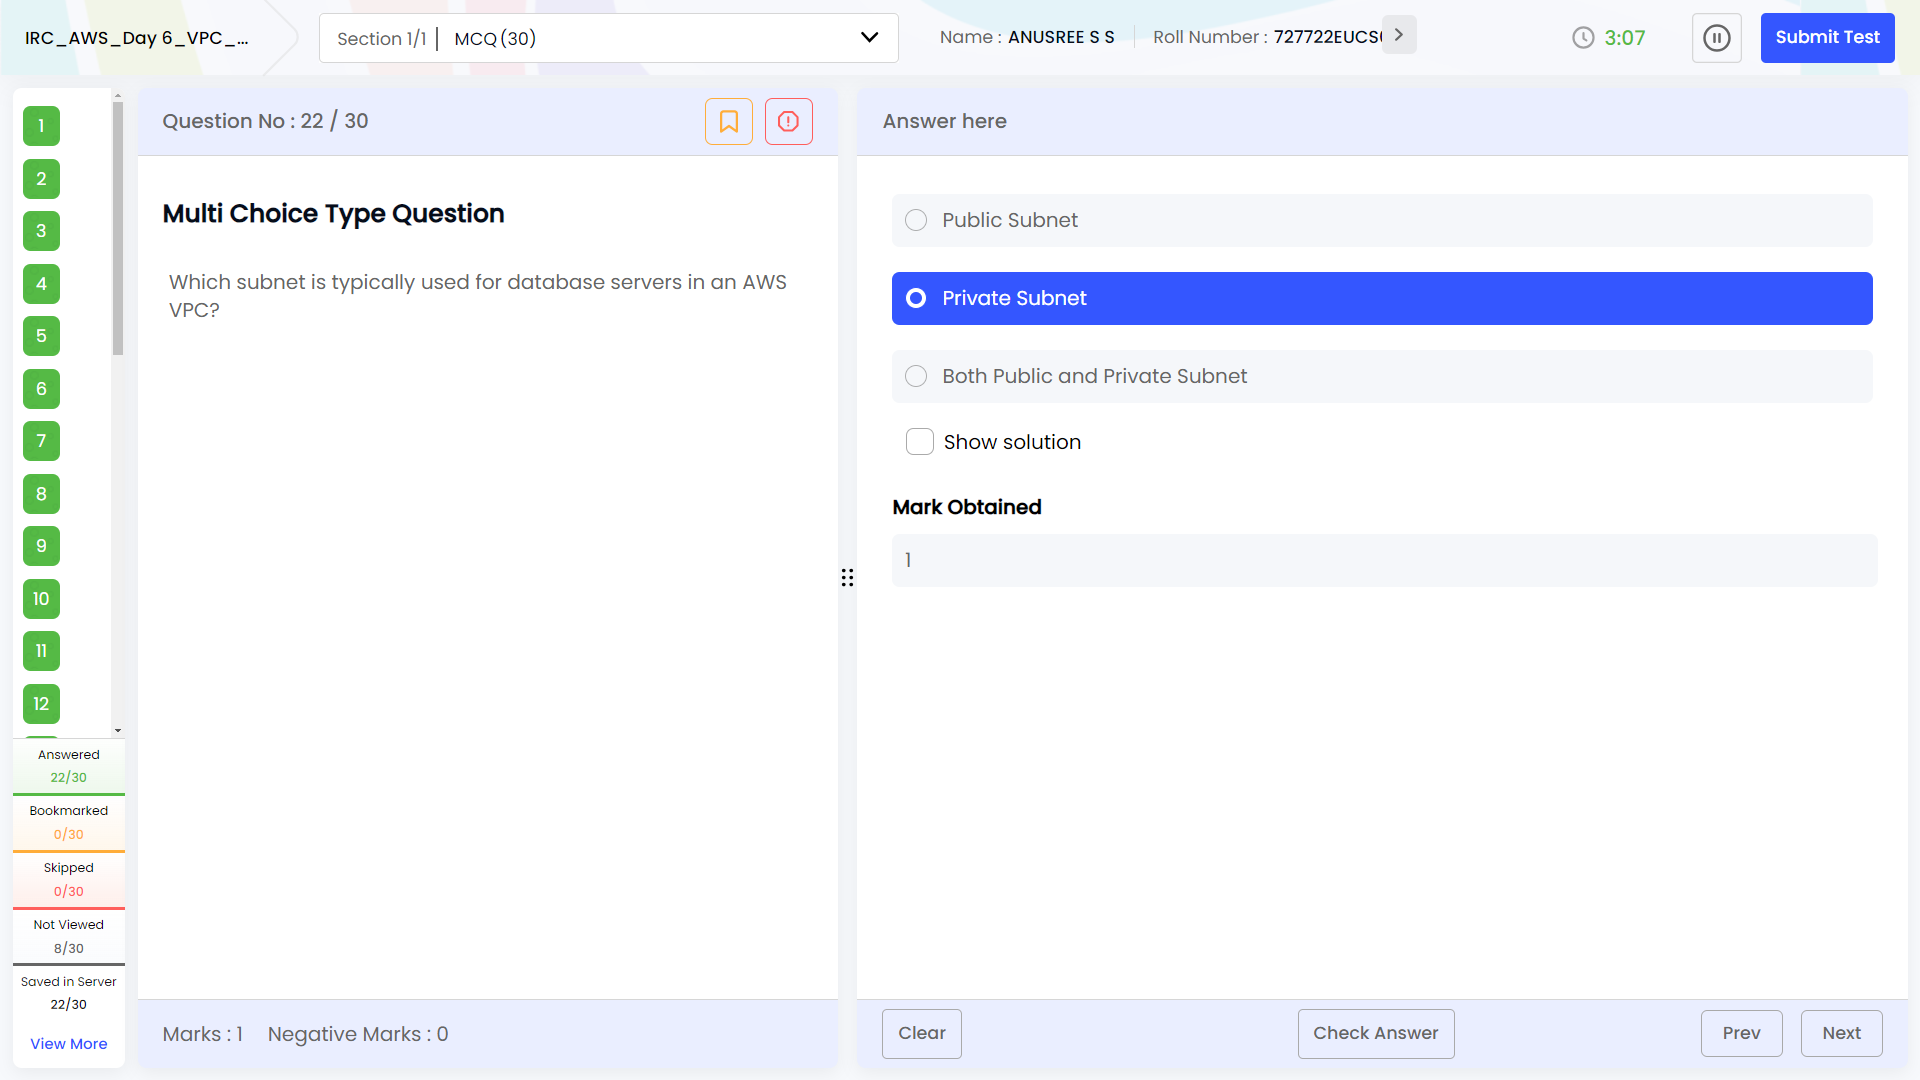 IRC_AWS_Day 6_VPC_...
Section 1/1 | MCQ (30)
Name : ANUSREE S S
Roll Number : 727722EUCS
3:07
Submit Test
1
2
3
4
5
6
7
8
9
10
11
12
Answered
22/30
Bookmarked
0/30
Skipped
0/30
Not Viewed
8/30
Saved in Server
22/30
View More
Question No : 22 / 30
Multi Choice Type Question
Which subnet is typically used for database servers in an AWS
VPC?
Marks : 1 Negative Marks : 0
Answer here
Public Subnet
Private Subnet
Both Public and Private Subnet
Show solution
Mark Obtained
1
Clear
Check Answer
Prev
Next